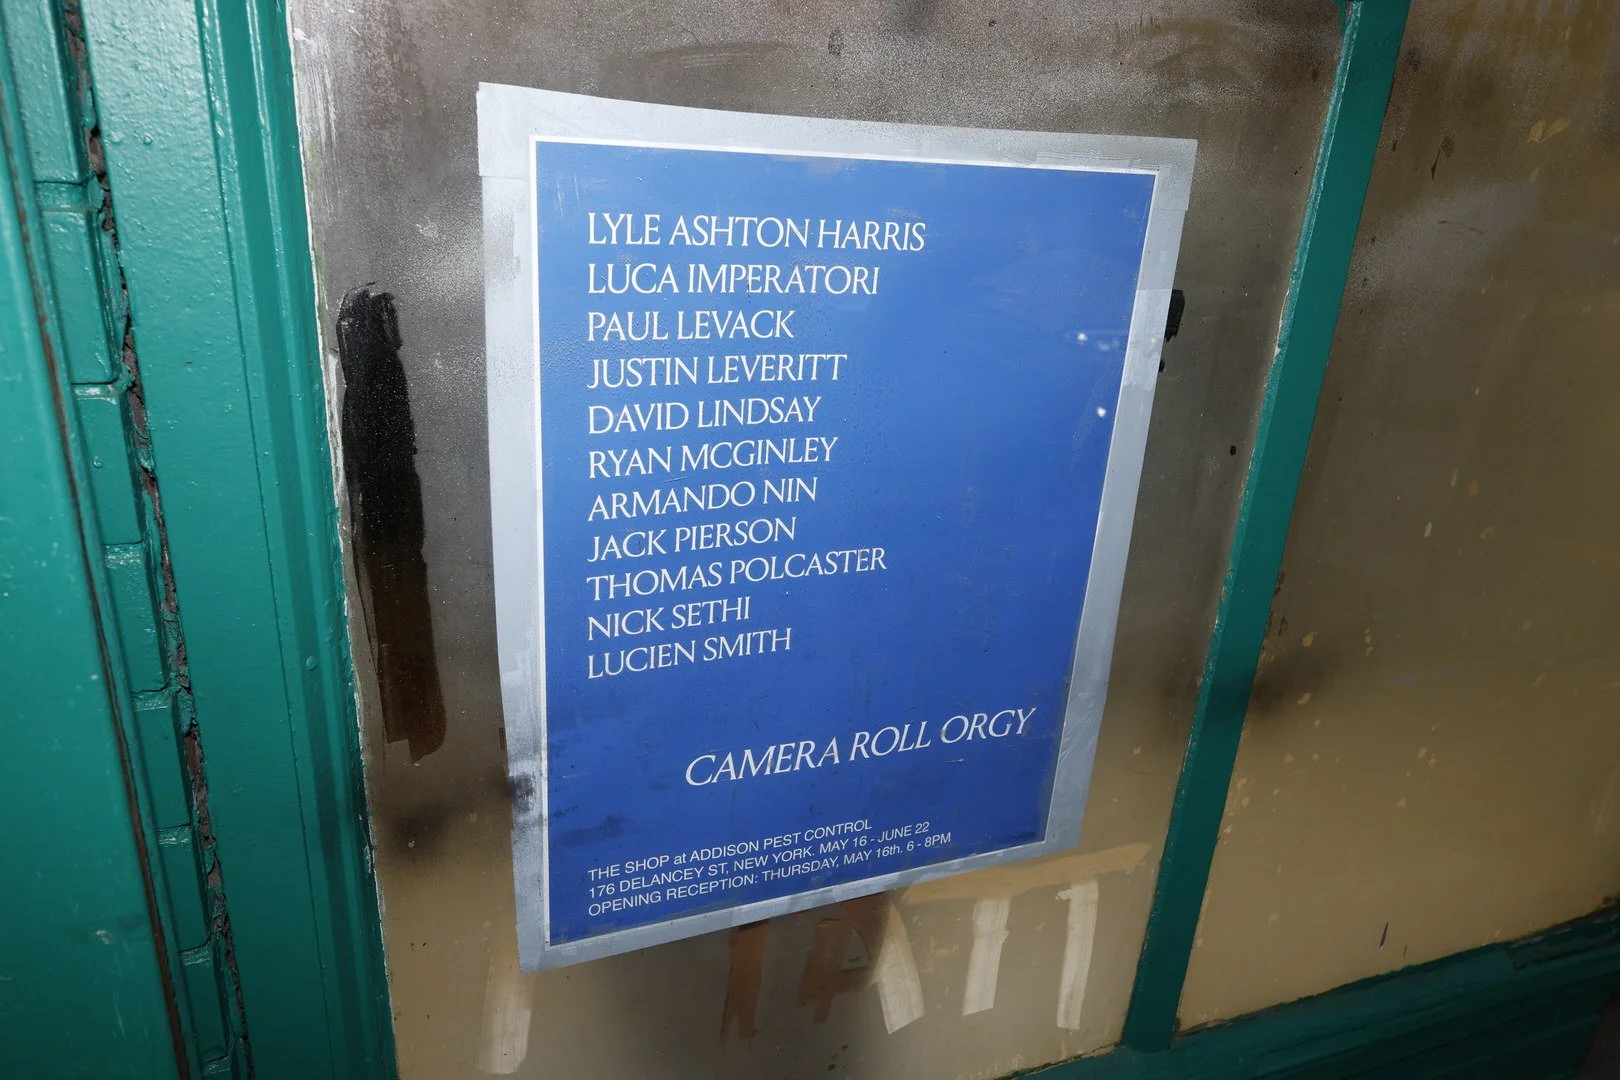 LYLE ASHTON HARRIS
LUCA IMPERATORI
PAUL LEVACK
JUSTIN LEVERITT
DAVID LINDSAY
RYAN MCGINLEY
ARMANDO NIN
JACK PIERSON
THOMAS POLCASTER
NICK SETHI
LUCIEN SMITH
CAMERA ROLL ORGY
THE SHOP at ADDISON PEST CONTROL
176 DELANCEY ST, NEW YORK. MAY 16 - JUNE 22
OPENING RECEPTION: THURSDAY, MAY 16th. 6 - 8PM